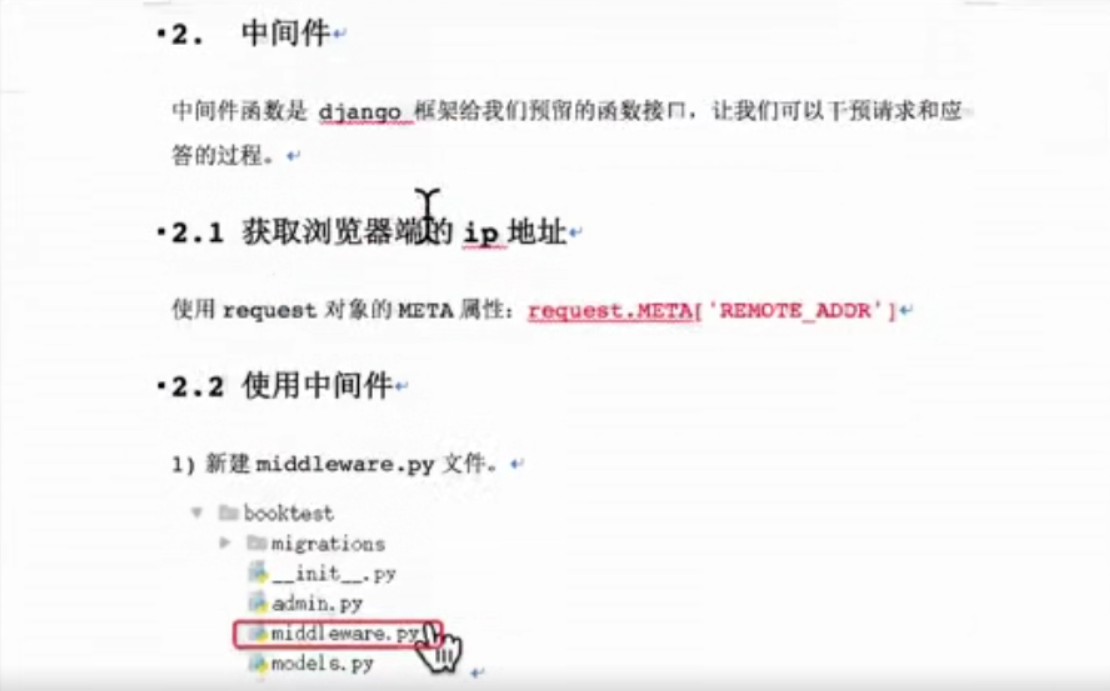 2. 中间件
中间件函数是 django 框架给我们预留的函数接口，让我们可以干预请求和应
答的过程。
2.1 获取浏览器端的 ip 地址
使用 request 对象的 META 属性：request.META['REMOTE_ADDR']
2.2 使用中间件
1) 新建 middleware.py 文件。
booktest
migrations
__init__.py
admin.py
middleware.py
models.py